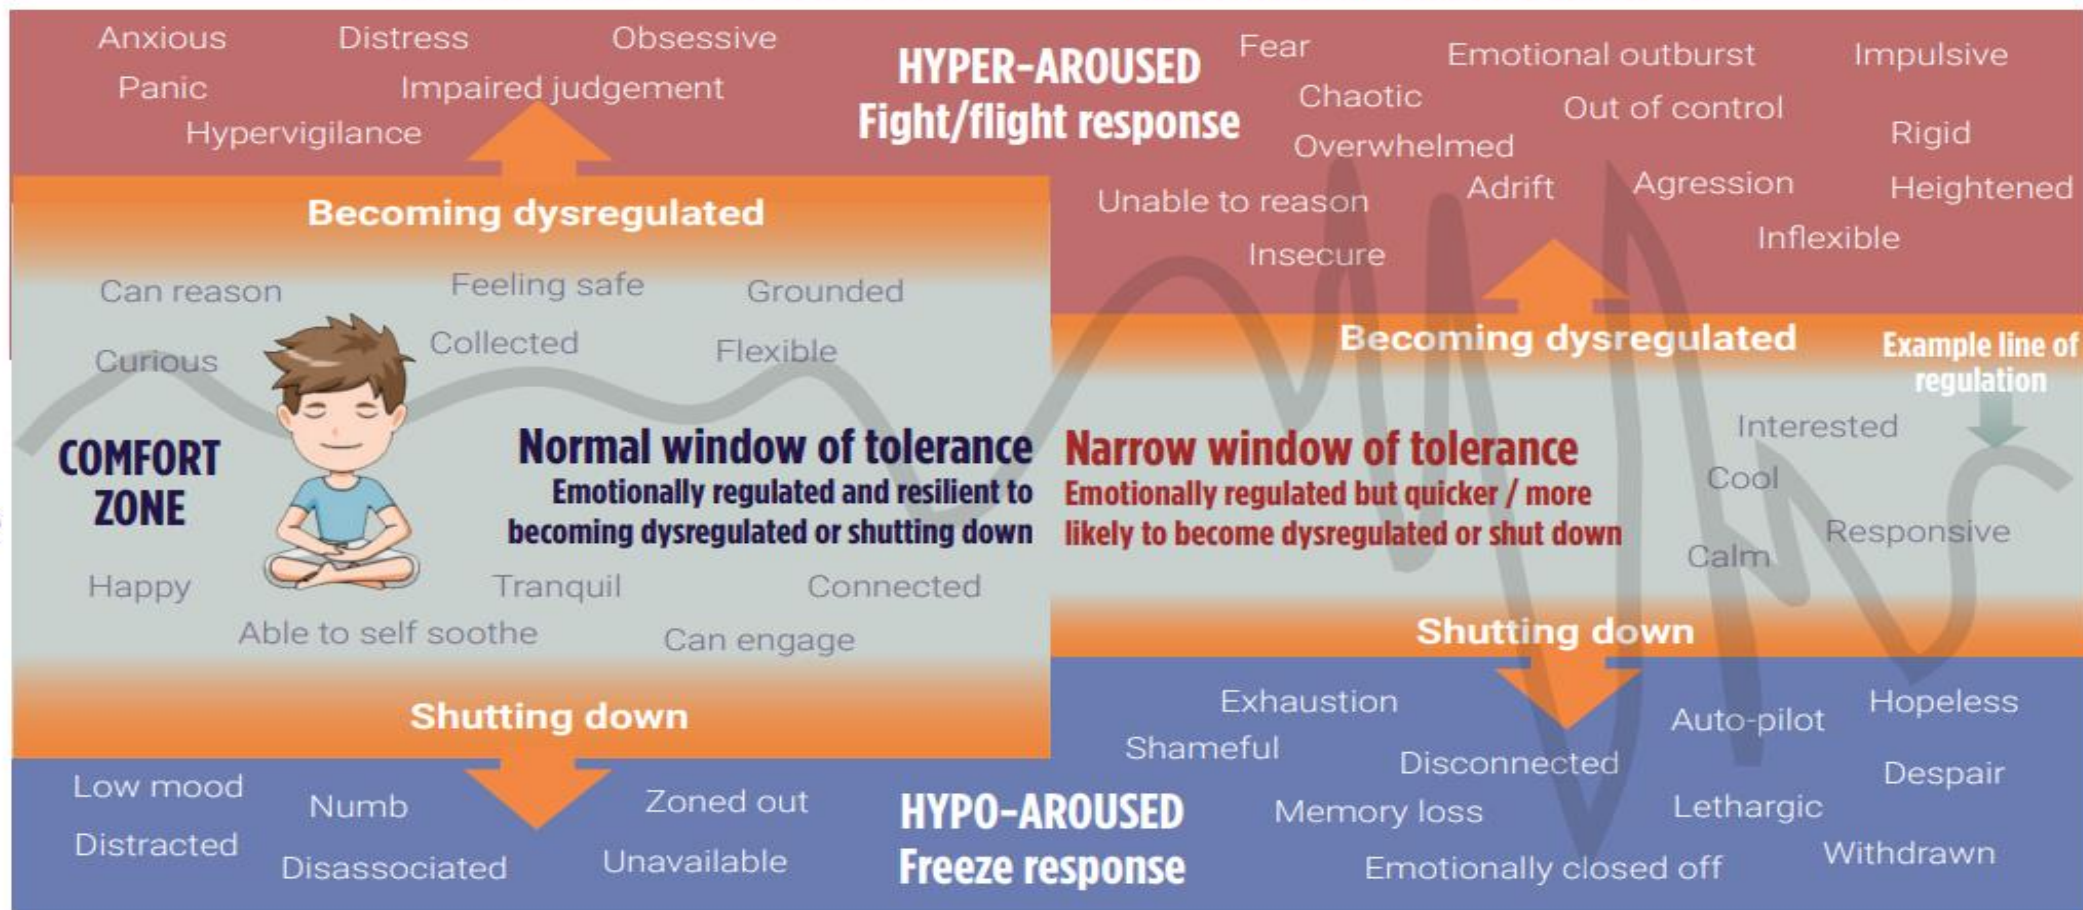 Anxious
Distress
Obsessive
Panic
Impaired judgement
Hypervigilance
HYPER-AROUSED
Fight/flight response
Fear
Emotional outburst
Impulsive
Chaotic
Out of control
Overwhelmed
Rigid
Unable to reason
Adrift
Agression
Heightened
Insecure
Inflexible
Becoming dysregulated
Can reason
Feeling safe
Grounded
Curious
Collected
Flexible
COMFORT
ZONE
Normal window of tolerance
Emotionally regulated and resilient to
becoming dysregulated or shutting down
Happy
Tranquil
Connected
Able to self soothe
Can engage
Shutting down
Becoming dysregulated
Example line of
regulation
Narrow window of tolerance
Emotionally regulated but quicker / more
likely to become dysregulated or shut down
Interested
Cool
Responsive
Calm
Shutting down
Low mood
Numb
Zoned out
Distracted
Disassociated
Unavailable
HYPO-AROUSED
Freeze response
Exhaustion
Auto-pilot
Hopeless
Shameful
Disconnected
Despair
Memory loss
Lethargic
Emotionally closed off
Withdrawn